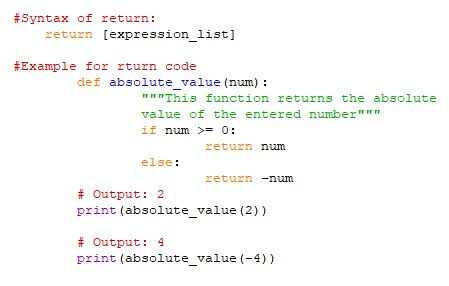 #Syntax of return:
return [expression_list]
#Example for rturn code
def absolute_value(num):
"""This function returns the absolute
value of the entered number"""
if num >= 0:
return num
else:
return -num
# Output: 2
print(absolute_value(2))
# Output: 4
print(absolute_value(-4))